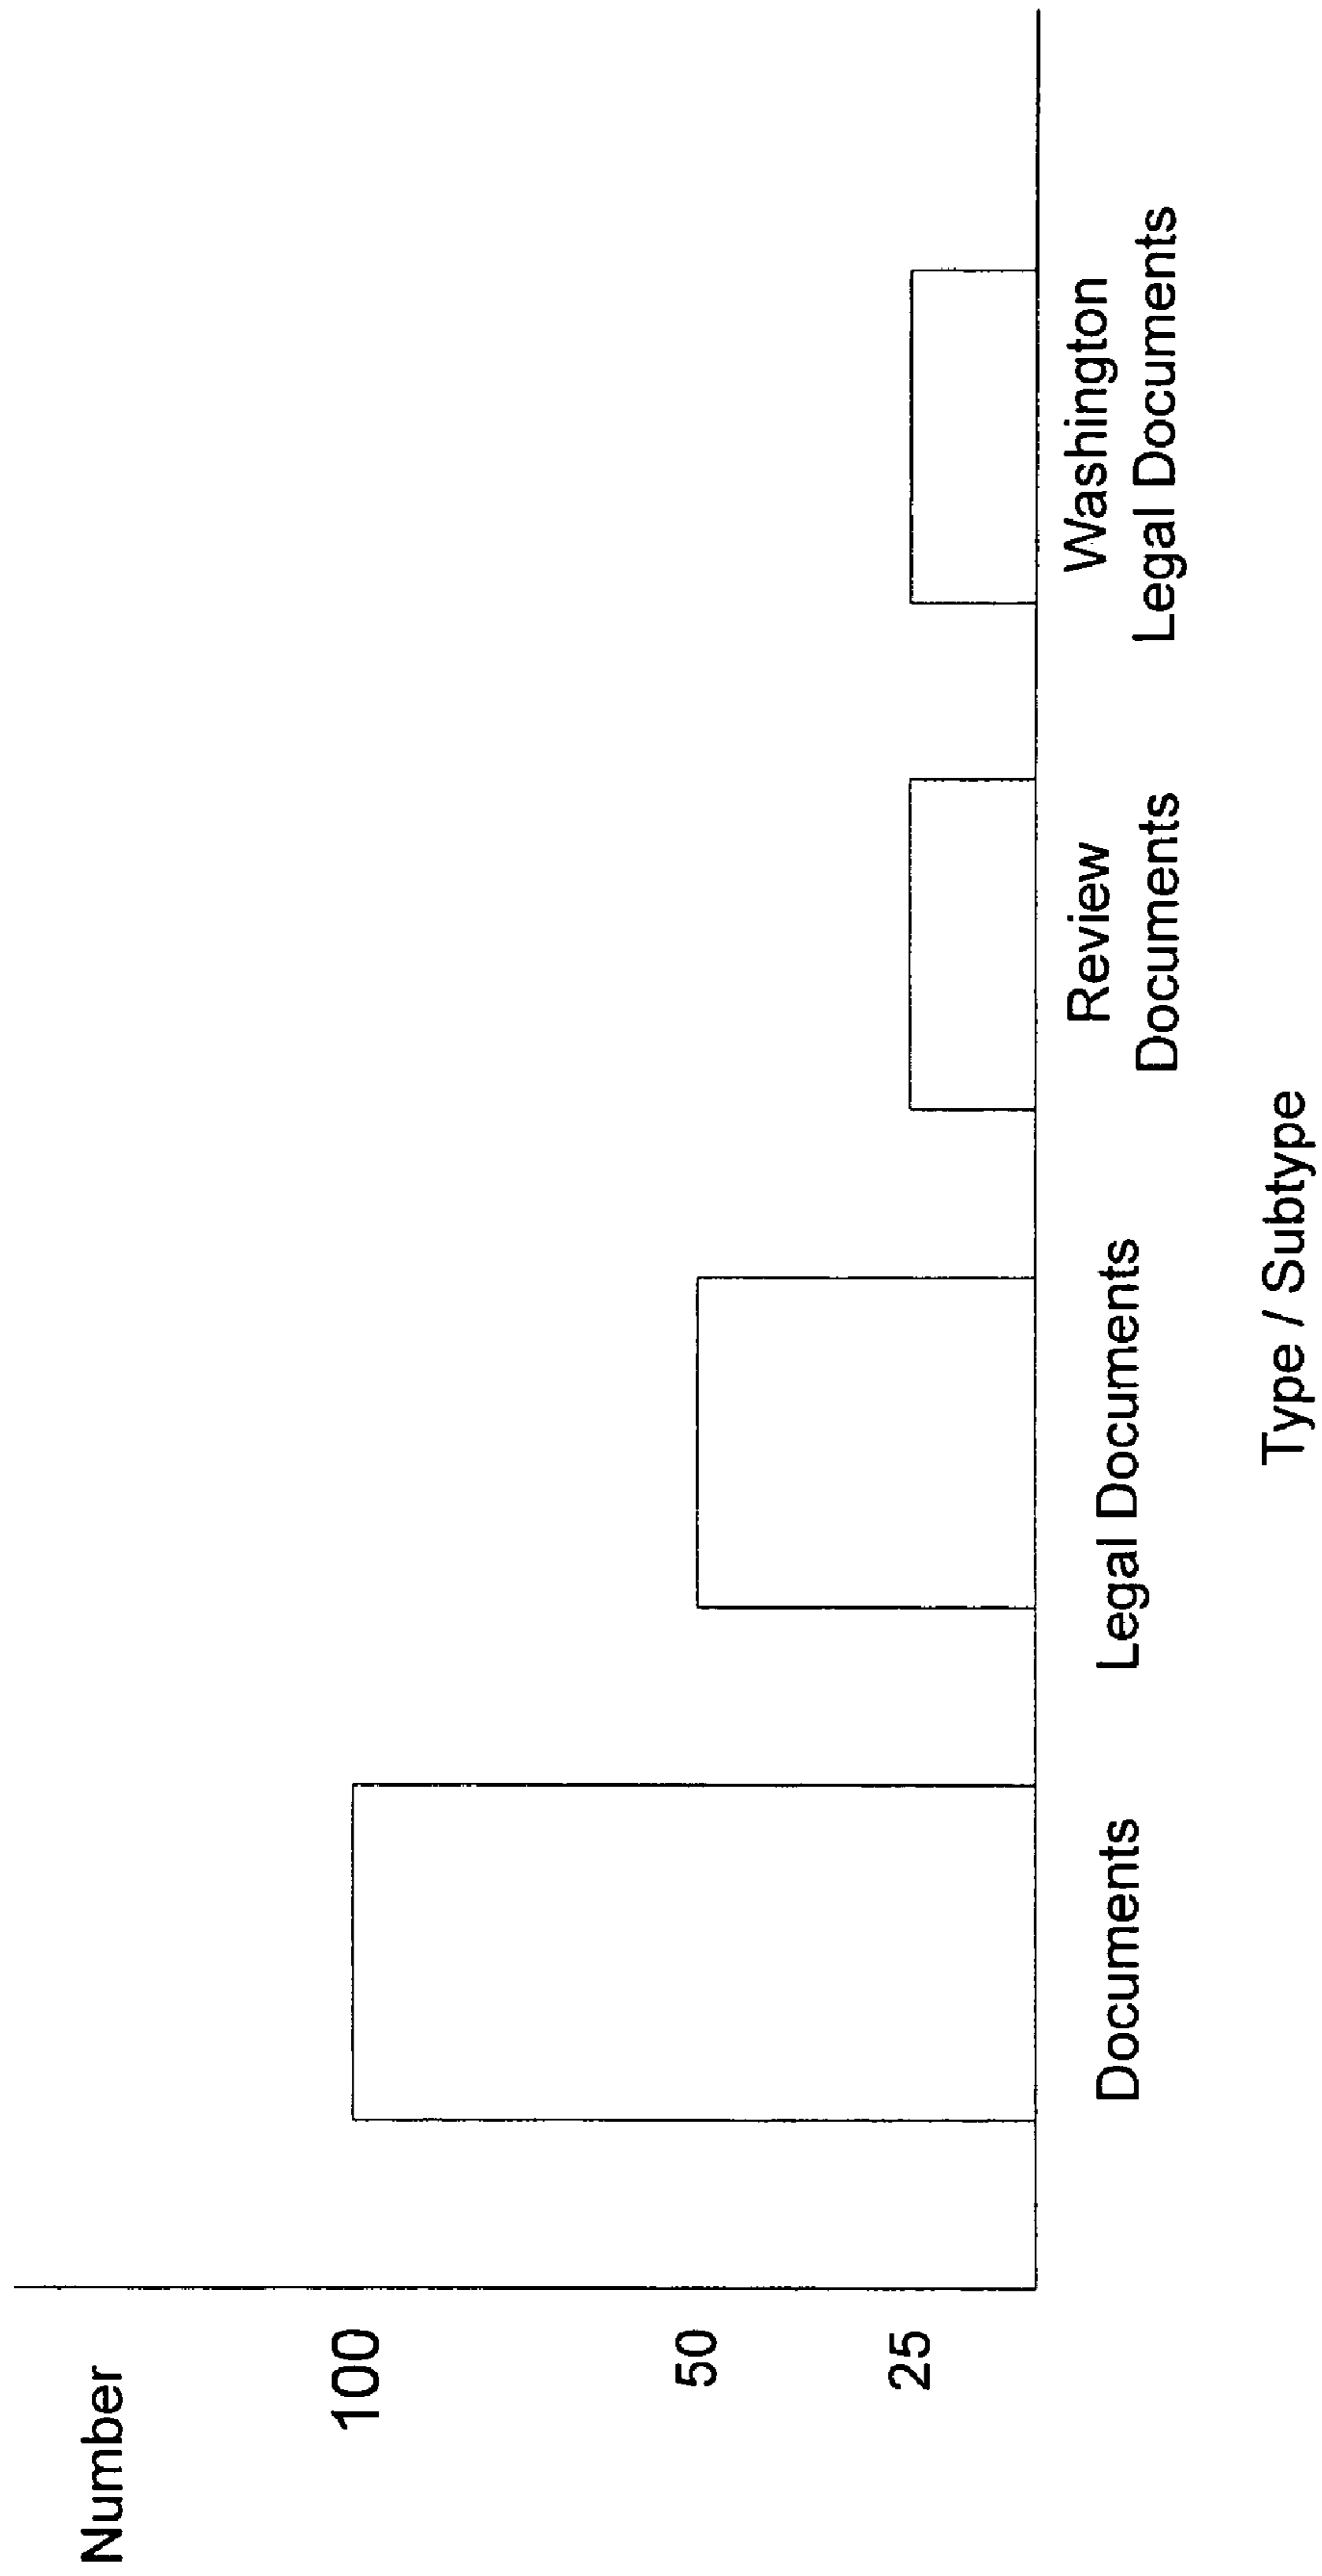 Number
100
50
25
Documents
Legal Documents
Review
Documents
Washington
Legal Documents
Type / Subtype